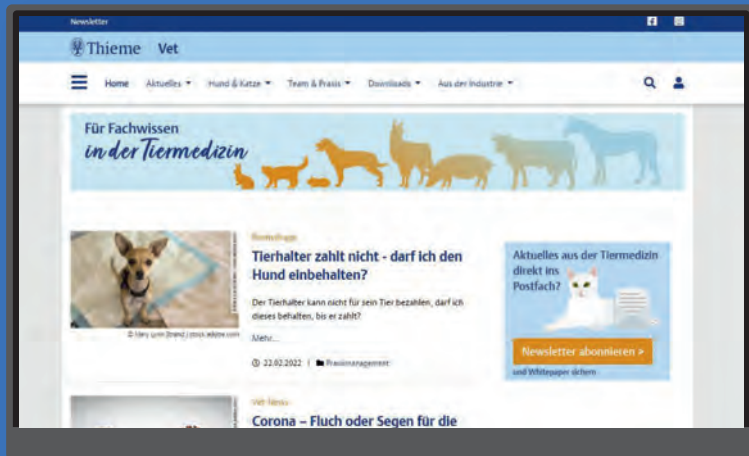 Newsletter
Thieme Vet
Home Aktuelles Hund & Katze Team & Praxis Downloads Aus der Industrie
Für Fachwissen
in der Tiermedizin
Tierhalter zahlt nicht - darf ich den
Hund einbehalten?
Der Tierhalter kann nicht für sein Tier bezahlen, darf ich
dieses behalten, bis er zahlt?
Mehr...
22.02.2022 | Praxismanagement
Aktuelles aus der Tiermedizin
direkt ins
Postfach?
Newsletter abonnieren >
und Whitepaper sichern
Vet-News
Corona – Fluch oder Segen für die